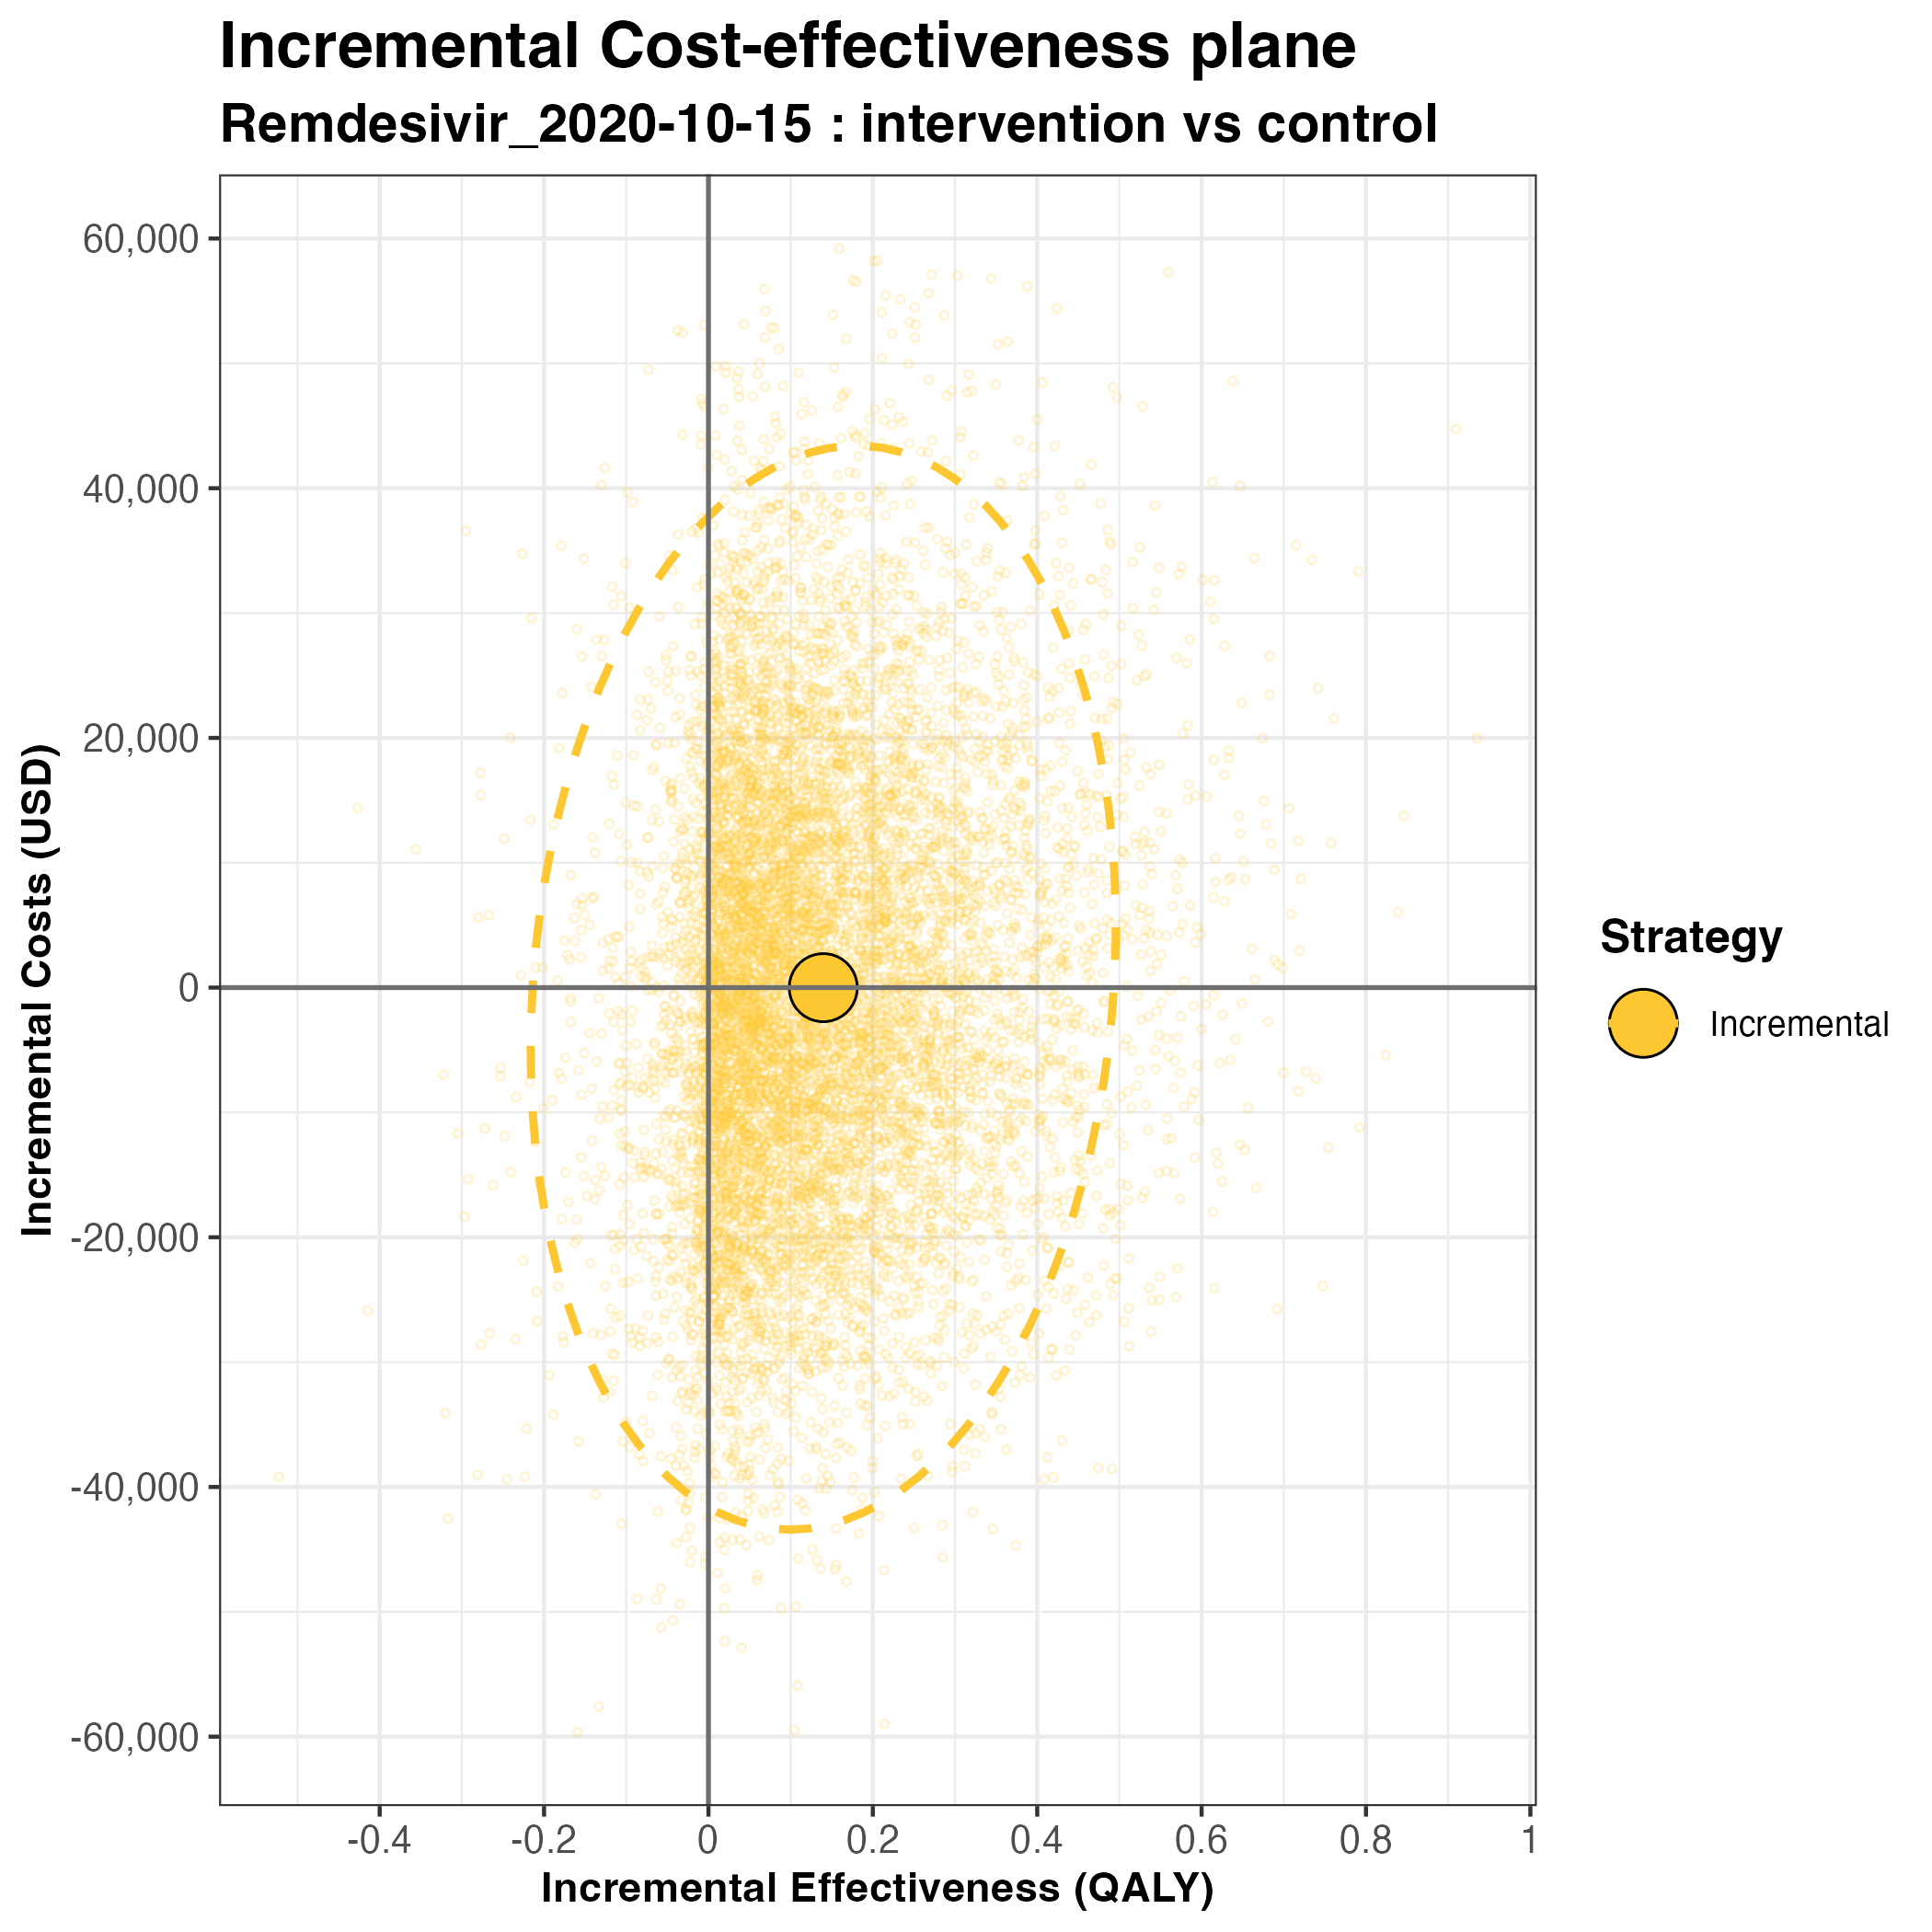 Incremental Cost-effectiveness plane
Remdesivir_2020-10-15 : intervention vs control
60,000
40,000
20,000
0
-20,000
-40,000
-60,000
Incremental Costs (USD)
-0.4
-0.2
0
0.2
0.4
0.6
0.8
1
Incremental Effectiveness (QALY)
Strategy
Incremental